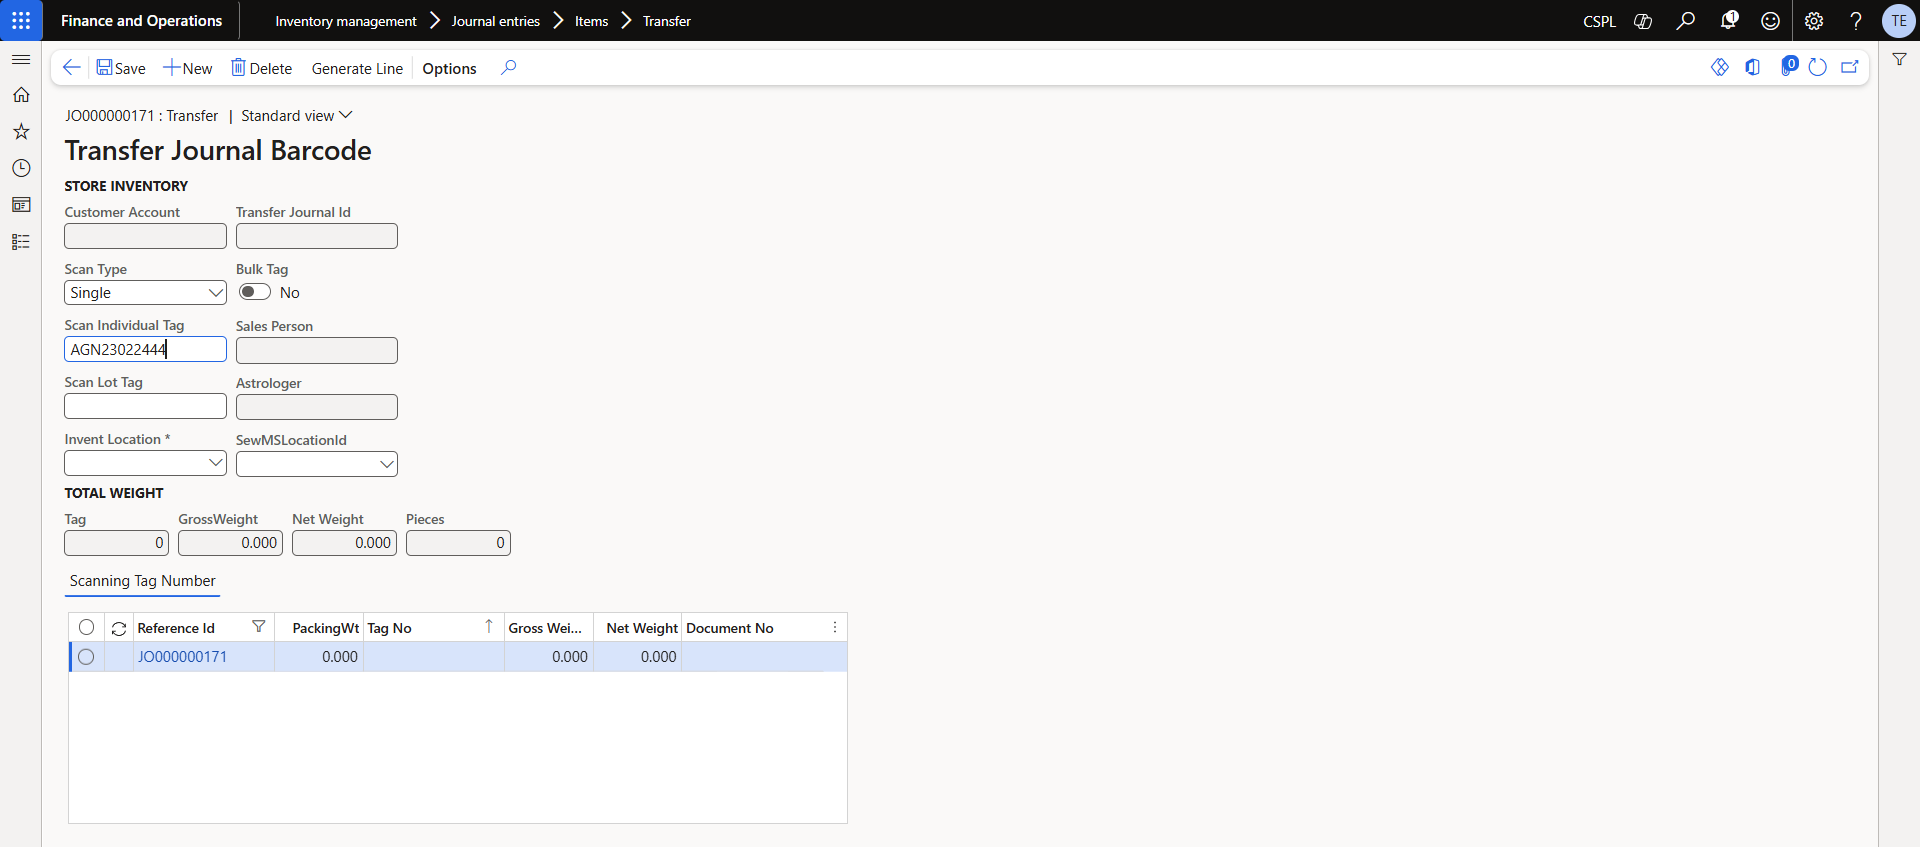 Finance and Operations
Inventory management > Journal entries > Items > Transfer
CSPL
1
?
TE
Save
New
Delete
Generate Line
Options
0
JO000000171 : Transfer | Standard view
Transfer Journal Barcode
STORE INVENTORY
Customer Account
Transfer Journal Id
Scan Type
Bulk Tag
Single
No
Scan Individual Tag
Sales Person
AGN23022444
Scan Lot Tag
Astrologer
Invent Location *
SewMSLocationId
TOTAL WEIGHT
Tag
GrossWeight
Net Weight
Pieces
0
0.000
0.000
0
Scanning Tag Number
Reference Id
PackingWt
Tag No
Gross Wei...
Net Weight
Document No
JO000000171
0.000
0.000
0.000